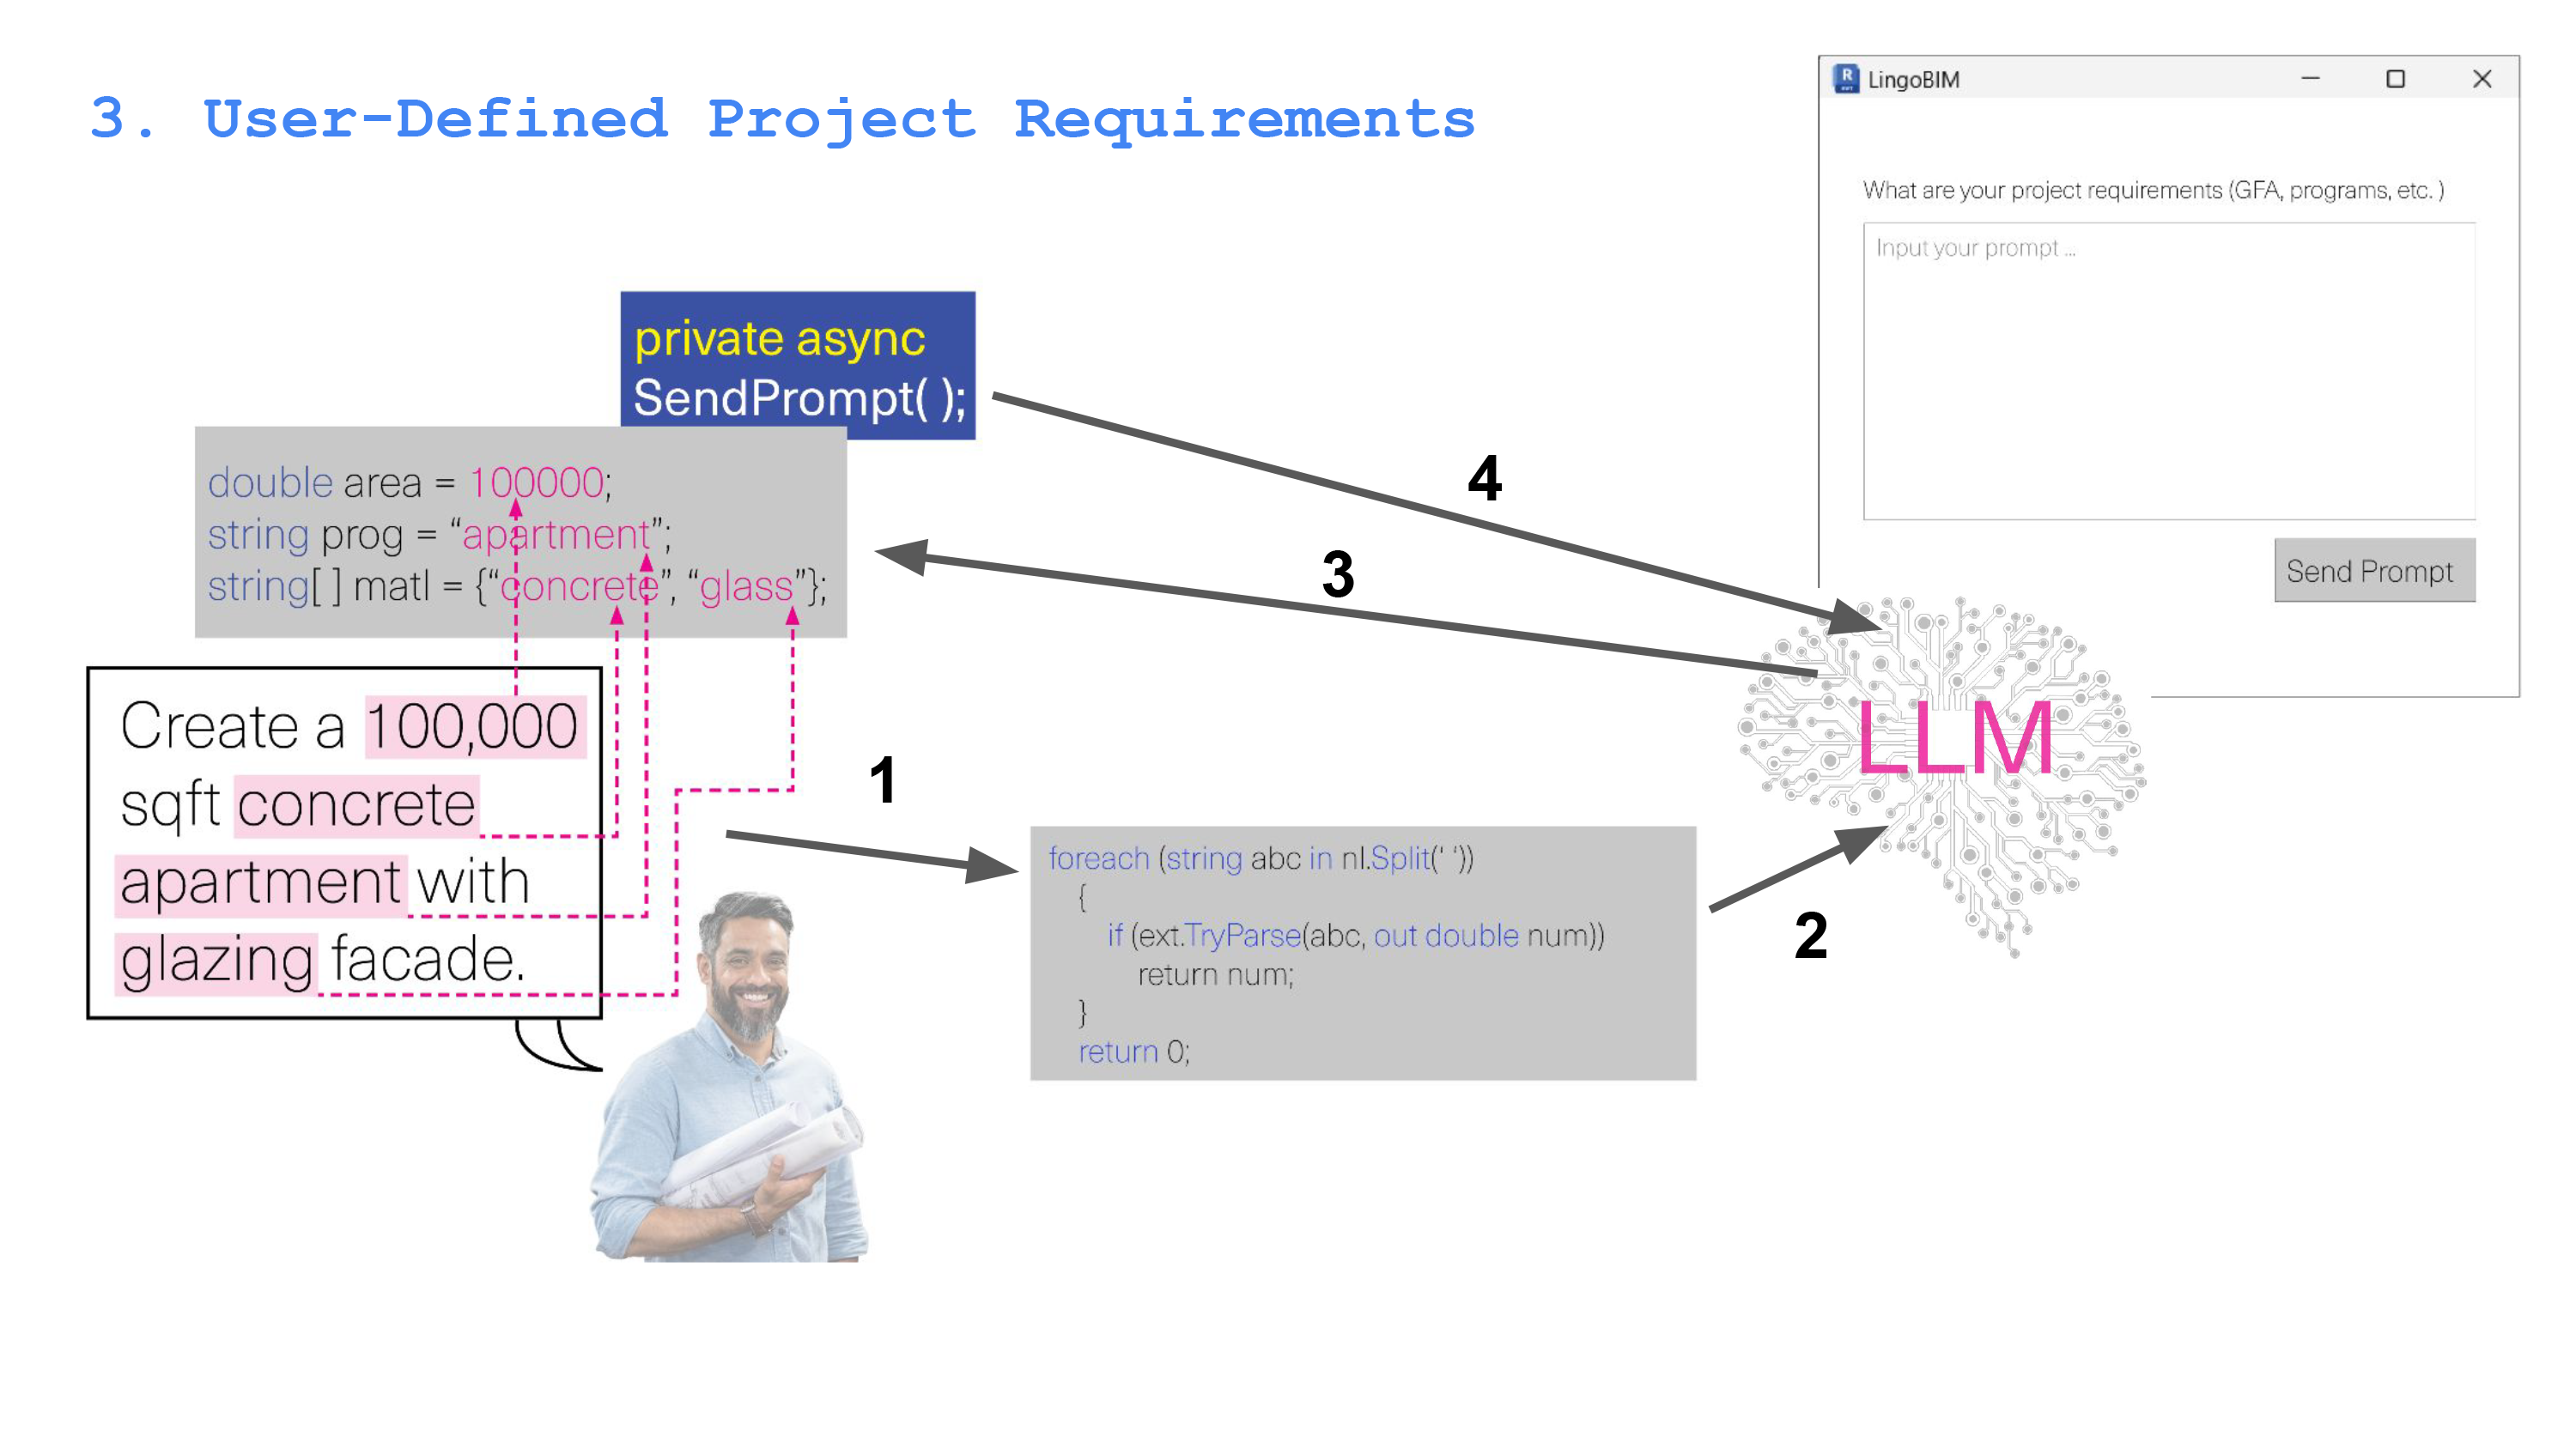 3. User-Defined Project Requirements
LingoBIM
What are your project requirements (GFA, programs, etc. )
Input your prompt ...
Send Prompt
private async
SendPrompt( );
double area = 100000;
string prog = “apartment”;
string[ ] matl = {“concrete”, “glass”};
4
3
Create a 100,000
sqft concrete
apartment with
glazing facade.
1
LLM
foreach (string abc in nl.Split(‘ ‘))
{
if (ext.TryParse(abc, out double num))
return num;
}
return 0;
2